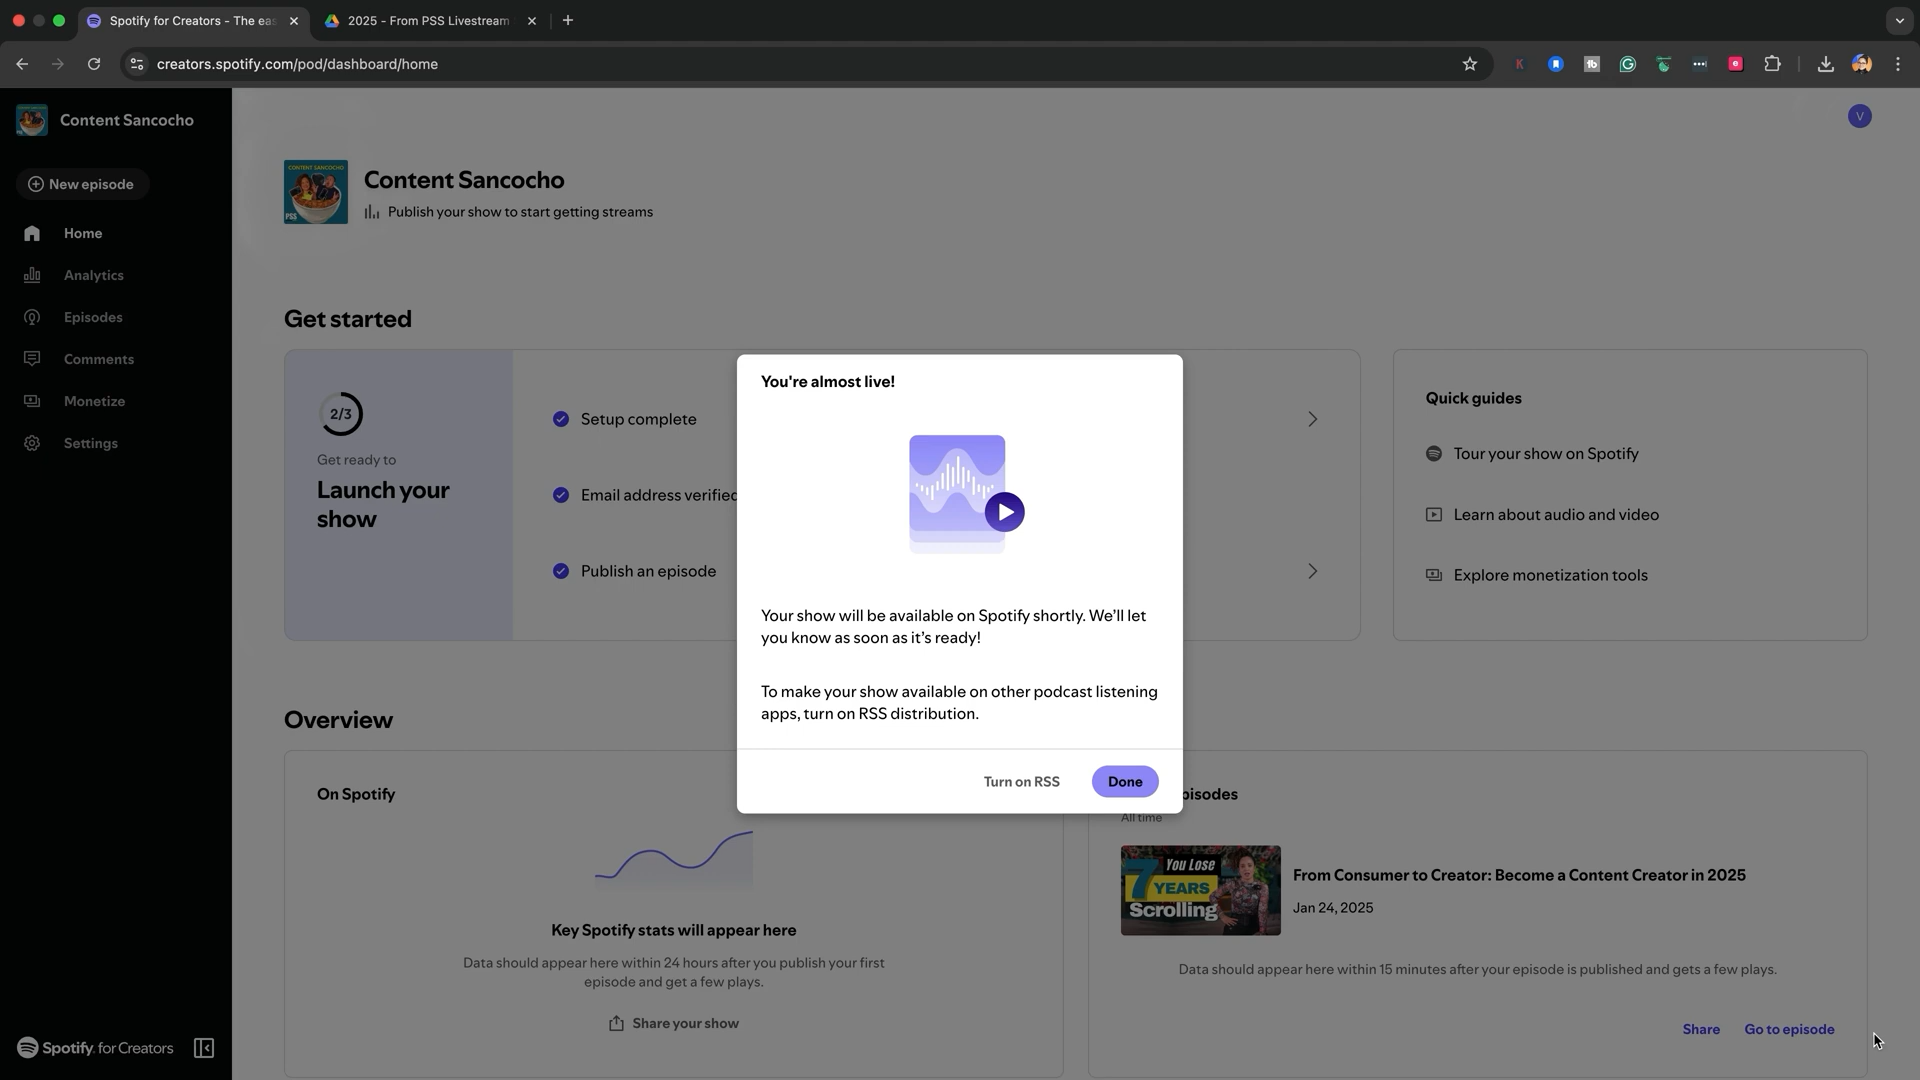 Spotify for Creators - The eas
2025 - From PSS Livestream
creators.spotify.com/pod/dashboard/home
Content Sancocho
New episode
Home
Analytics
Episodes
Comments
Monetize
Settings
Spotify for Creators
V
CONTENT SANCOCHO
PSS
Content Sancocho
Publish your show to start getting streams
Get started
2/3
Get ready to
Launch your
show
Setup complete
Email address verified
Publish an episode
Quick guides
Tour your show on Spotify
Learn about audio and video
Explore monetization tools
You're almost live!
Your show will be available on Spotify shortly. We’ll let
you know as soon as it’s ready!
To make your show available on other podcast listening
apps, turn on RSS distribution.
Turn on RSS
Done
Overview
On Spotify
Key Spotify stats will appear here
Data should appear here within 24 hours after you publish your first
episode and get a few plays.
Share your show
pisodes
All time
You Lose
7 YEARS
Scrolling
From Consumer to Creator: Become a Content Creator in 2025
Jan 24, 2025
Data should appear here within 15 minutes after your episode is published and gets a few plays.
Share
Go to episode